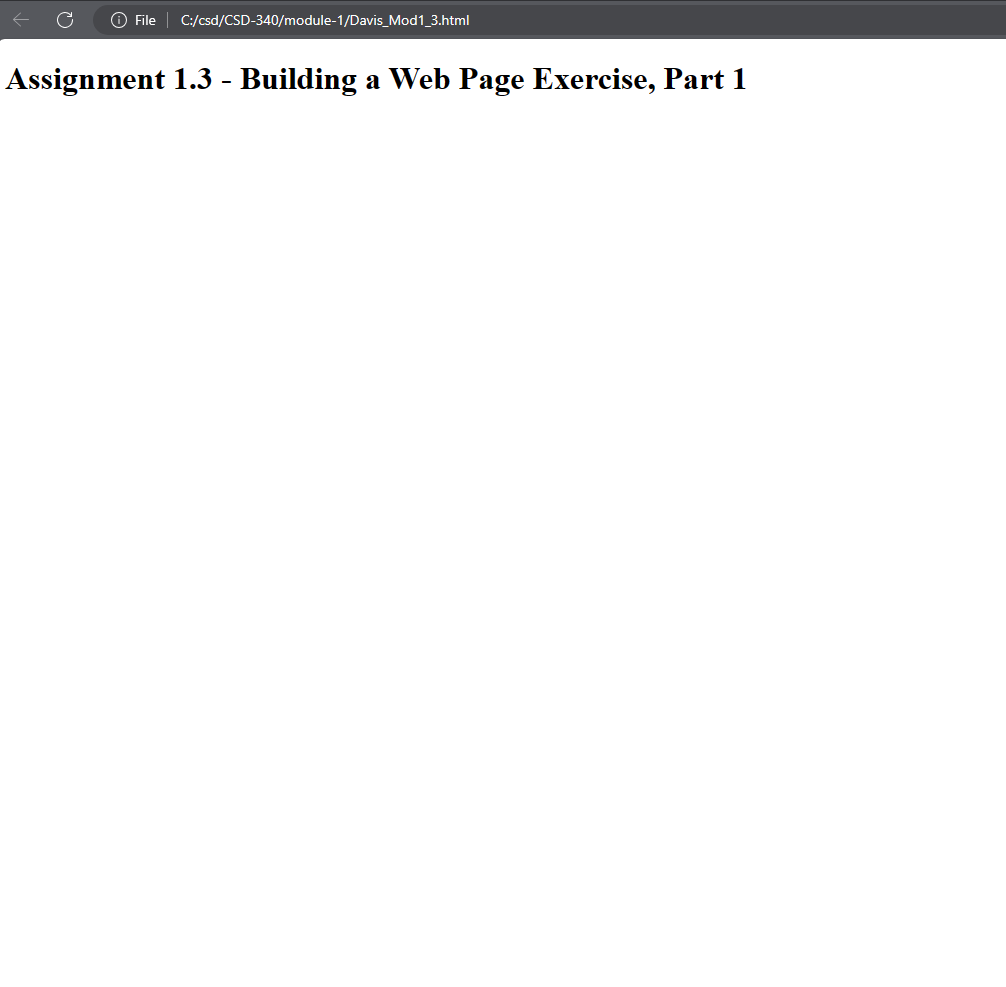 File C:/csd/CSD-340/module-1/Davis_Mod1_3.html
Assignment 1.3 - Building a Web Page Exercise, Part 1